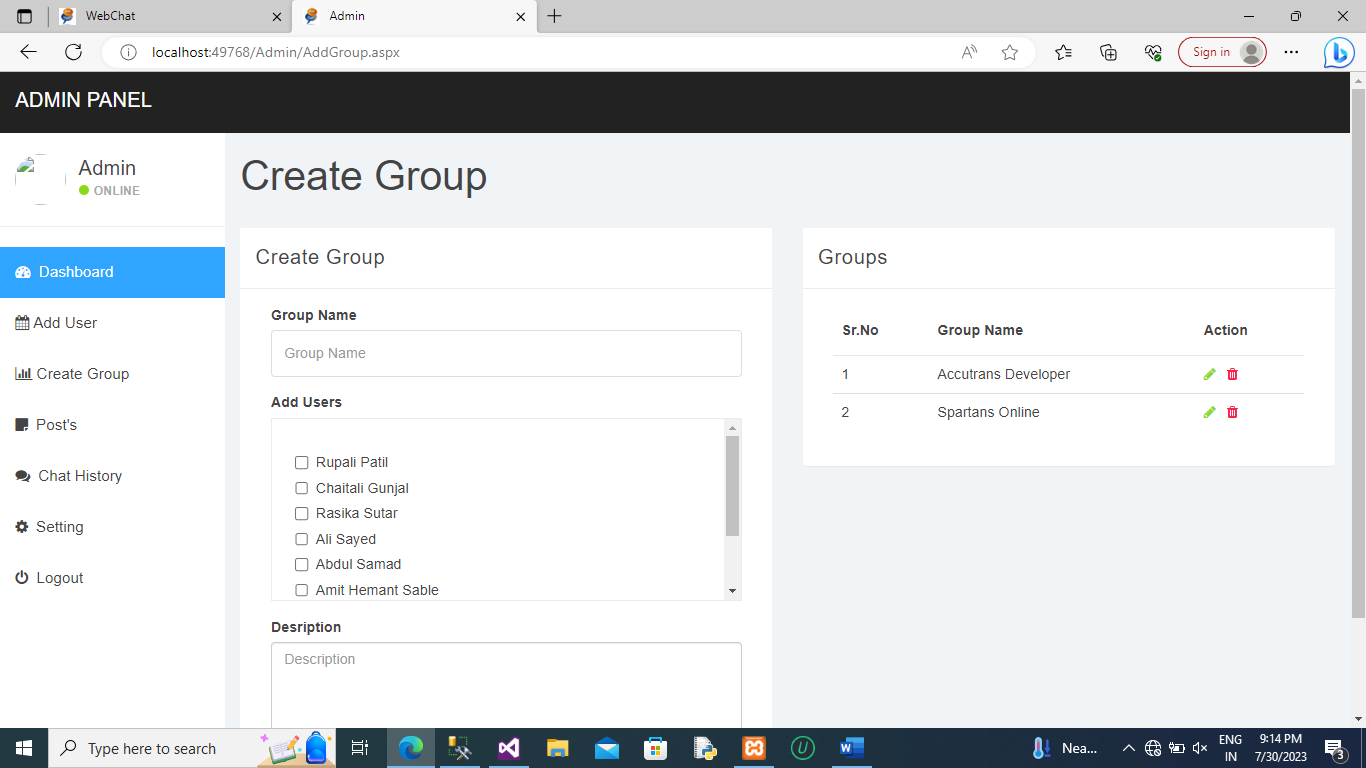 WebChat
Admin
localhost:49768/Admin/AddGroup.aspx
Sign in
ADMIN PANEL
Admin
ONLINE
Dashboard
Add User
Create Group
Post's
Chat History
Setting
Logout
Create Group
Create Group
Group Name
Group Name
Add Users
Rupali Patil
Chaitali Gunjal
Rasika Sutar
Ali Sayed
Abdul Samad
Amit Hemant Sable
Desription
Description
Groups
Sr.No Group Name Action
1 Accutrans Developer
2 Spartans Online
Type here to search
Nea...
ENG
IN
9:14 PM
7/30/2023
3